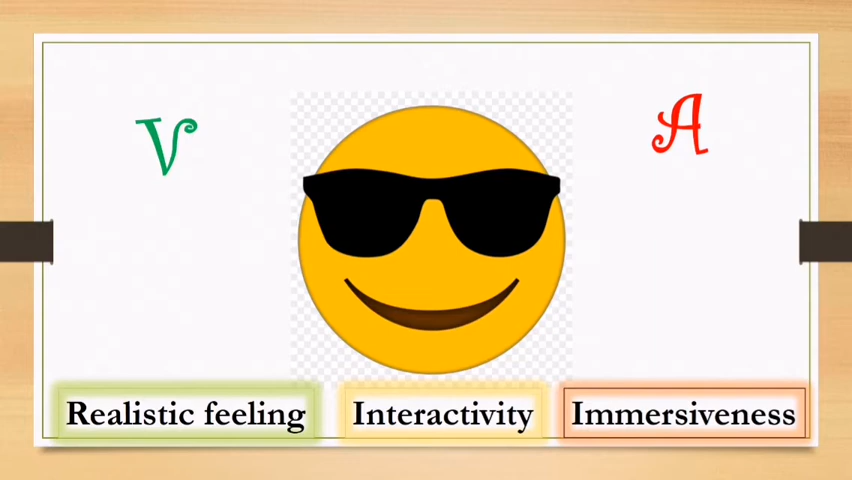 V
A
Realistic feeling
Interactivity
Immersiveness